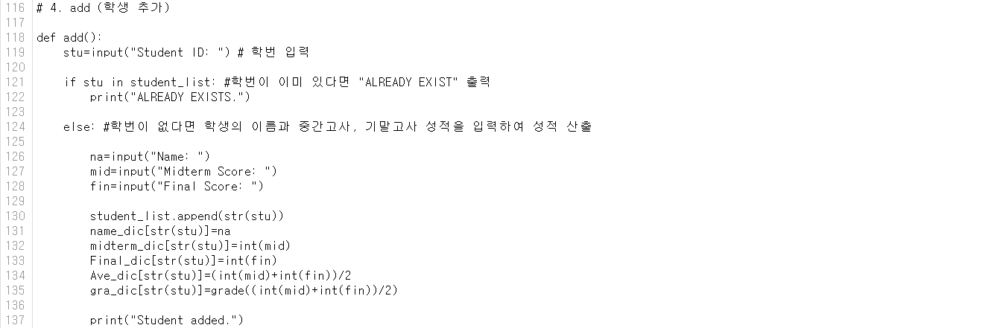 116 # 4. add (학생 추가)
117
118 def add():
119     stu=input("Student ID: ") # 학번 입력
120
121     if stu in student_list: #학번이 이미 있다면 "ALREADY EXIST" 출력
122         print("ALREADY EXISTS.")
123
124     else: #학번이 없다면 학생의 이름과 중간고사, 기말고사 성적을 입력하여 성적 산출
125
126         na=input("Name: ")
127         mid=input("Midterm Score: ")
128         fin=input("Final Score: ")
129
130         student_list.append(str(stu))
131         name_dic[str(stu)]=na
132         midterm_dic[str(stu)]=int(mid)
133         Final_dic[str(stu)]=int(fin)
134         Ave_dic[str(stu)]=(int(mid)+int(fin))/2
135         gra_dic[str(stu)]=grade((int(mid)+int(fin))/2)
136
137         print("Student added.")